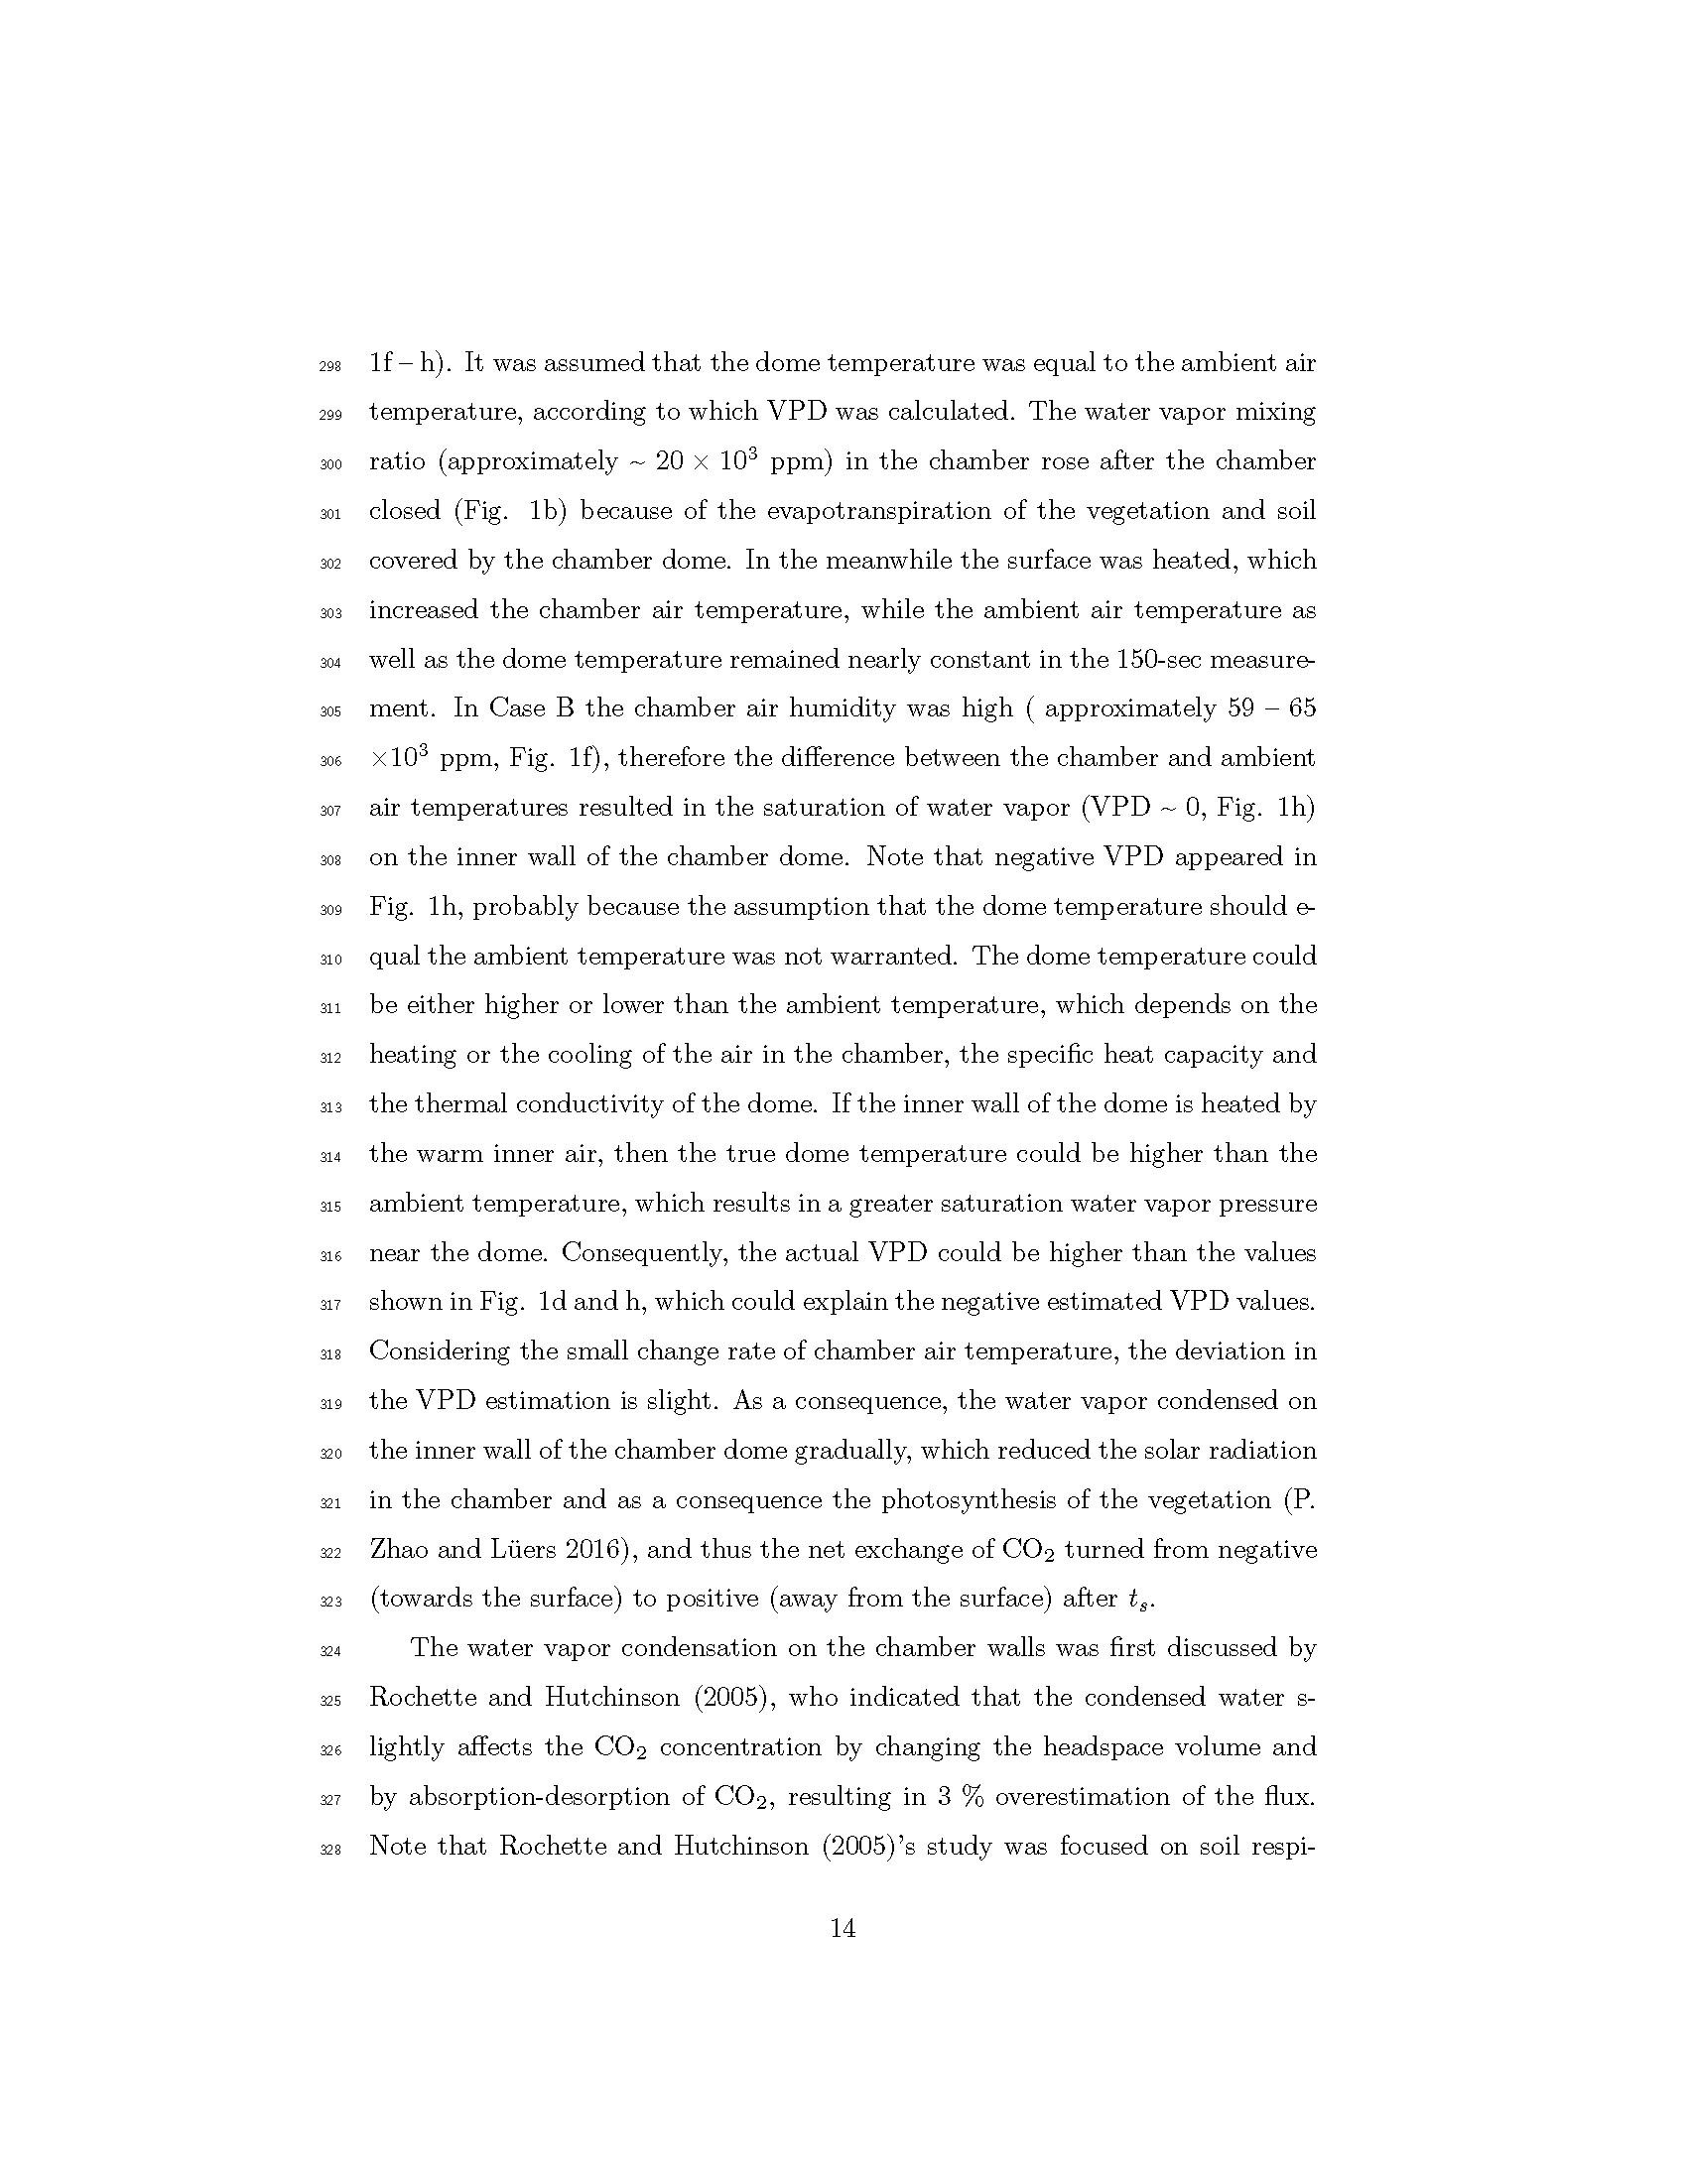 298 1f – h). It was assumed that the dome temperature was equal to the ambient air
299 temperature, according to which VPD was calculated. The water vapor mixing
300 ratio (approximately ∼ 20 × 10³ ppm) in the chamber rose after the chamber
301 closed (Fig. 1b) because of the evapotranspiration of the vegetation and soil
302 covered by the chamber dome. In the meanwhile the surface was heated, which
303 increased the chamber air temperature, while the ambient air temperature as
304 well as the dome temperature remained nearly constant in the 150-sec measure-
305 ment. In Case B the chamber air humidity was high ( approximately 59 – 65
306 ×10³ ppm, Fig. 1f), therefore the difference between the chamber and ambient
307 air temperatures resulted in the saturation of water vapor (VPD ∼ 0, Fig. 1h)
308 on the inner wall of the chamber dome. Note that negative VPD appeared in
309 Fig. 1h, probably because the assumption that the dome temperature should e-
310 qual the ambient temperature was not warranted. The dome temperature could
311 be either higher or lower than the ambient temperature, which depends on the
312 heating or the cooling of the air in the chamber, the specific heat capacity and
313 the thermal conductivity of the dome. If the inner wall of the dome is heated by
314 the warm inner air, then the true dome temperature could be higher than the
315 ambient temperature, which results in a greater saturation water vapor pressure
316 near the dome. Consequently, the actual VPD could be higher than the values
317 shown in Fig. 1d and h, which could explain the negative estimated VPD values.
318 Considering the small change rate of chamber air temperature, the deviation in
319 the VPD estimation is slight. As a consequence, the water vapor condensed on
320 the inner wall of the chamber dome gradually, which reduced the solar radiation
321 in the chamber and as a consequence the photosynthesis of the vegetation (P.
322 Zhao and Lüers 2016), and thus the net exchange of CO₂ turned from negative
323 (towards the surface) to positive (away from the surface) after tₛ.
324 The water vapor condensation on the chamber walls was first discussed by
325 Rochette and Hutchinson (2005), who indicated that the condensed water s-
326 lightly affects the CO₂ concentration by changing the headspace volume and
327 by absorption-desorption of CO₂, resulting in 3 % overestimation of the flux.
328 Note that Rochette and Hutchinson (2005)'s study was focused on soil respi-
14